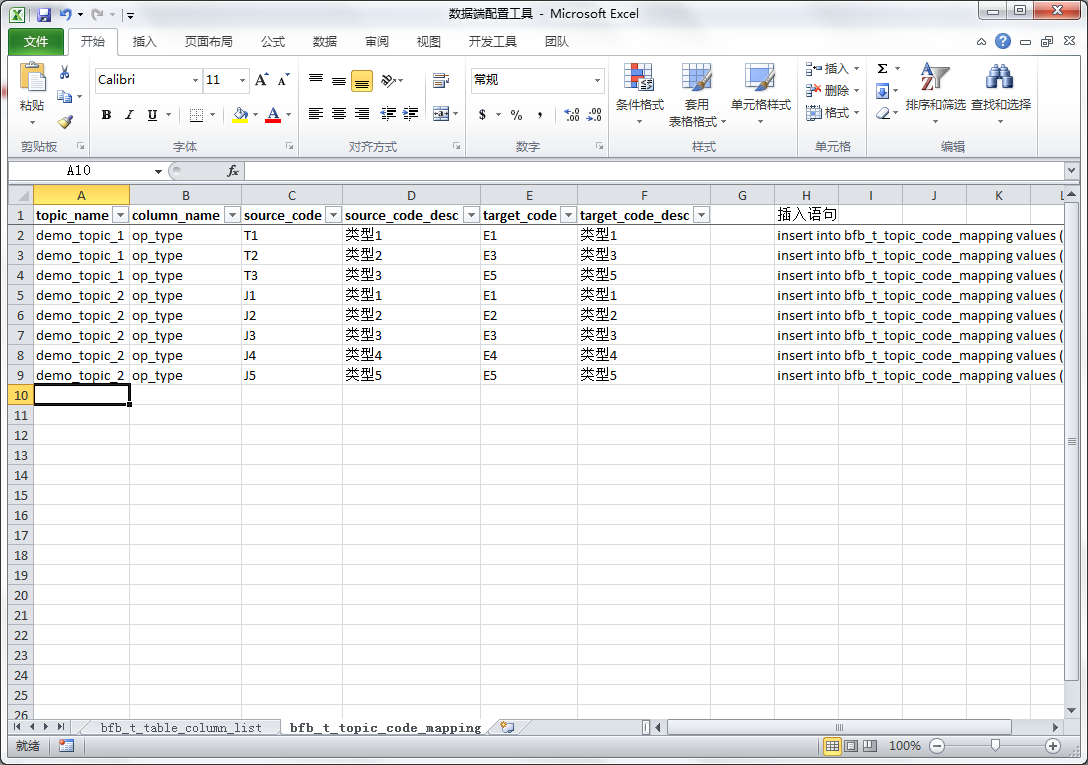 数据端配置工具 - Microsoft Excel
文件 开始 插入 页面布局 公式 数据 审阅 视图 开发工具 团队
粘贴 Calibri 11 常规 条件格式 套用 表格格式 单元格样式 插入 删除 格式 排序和筛选 查找和选择
B I U $ % ,
剪贴板 字体 对齐方式 数字 样式 单元格 编辑
A10 fx
A B C D E F G H I J K L
1 topic_name column_name source_code source_code_desc target_code target_code_desc 插入语句
2 demo_topic_1 op_type T1 类型1 E1 类型1 insert into bfb_t_topic_code_mapping values (
3 demo_topic_1 op_type T2 类型2 E3 类型3 insert into bfb_t_topic_code_mapping values (
4 demo_topic_1 op_type T3 类型3 E5 类型5 insert into bfb_t_topic_code_mapping values (
5 demo_topic_2 op_type J1 类型1 E1 类型1 insert into bfb_t_topic_code_mapping values (
6 demo_topic_2 op_type J2 类型2 E2 类型2 insert into bfb_t_topic_code_mapping values (
7 demo_topic_2 op_type J3 类型3 E3 类型3 insert into bfb_t_topic_code_mapping values (
8 demo_topic_2 op_type J4 类型4 E4 类型4 insert into bfb_t_topic_code_mapping values (
9 demo_topic_2 op_type J5 类型5 E5 类型5 insert into bfb_t_topic_code_mapping values (
10
11
12
13
14
15
16
17
18
19
20
21
22
23
24
25
26
bfb_t_table_column_list bfb_t_topic_code_mapping
就绪 100%